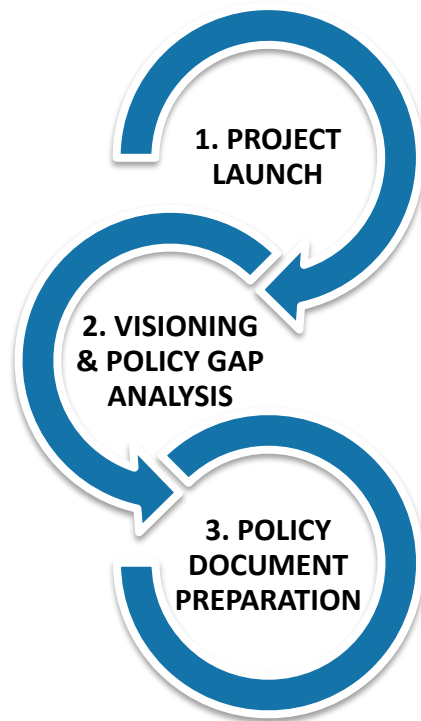 1. PROJECT
LAUNCH
2. VISIONING
& POLICY GAP
ANALYSIS
3. POLICY
DOCUMENT
PREPARATION